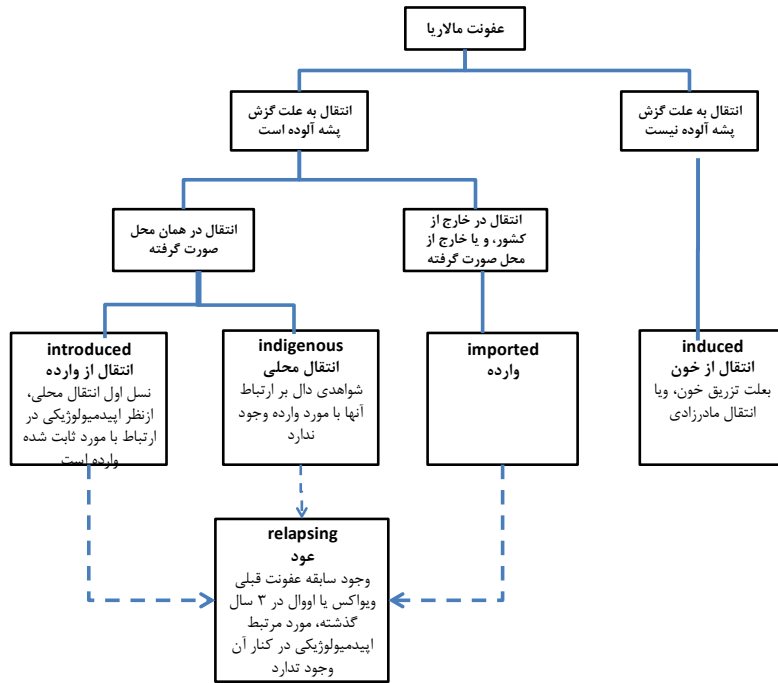 عفونت مالاریا
انتقال به علت گزش
پشه آلوده است
انتقال به علت گزش
پشه آلوده نیست
انتقال در همان محل
صورت گرفته
انتقال در خارج از
کشور، و یا خارج از
محل صورت گرفته
introduced
انتقال از وارده
نسل اول انتقال محلی،
ازنظر اپیدمیولوژیکی در
ارتباط با مورد ثابت شده
وارده است
indigenous
انتقال محلی
شواهدی دال بر ارتباط
آنها با مورد وارده وجود
ندارد
imported
وارده
induced
انتقال از خون
بعلت تزریق خون، ویا
انتقال مادرزادی
relapsing
عود
وجود سابقه عفونت قبلی
ویواکس یا اووال در ۳ سال
گذشته، مورد مرتبط
اپیدمیولوژیکی در کنار آن
وجود تدارد